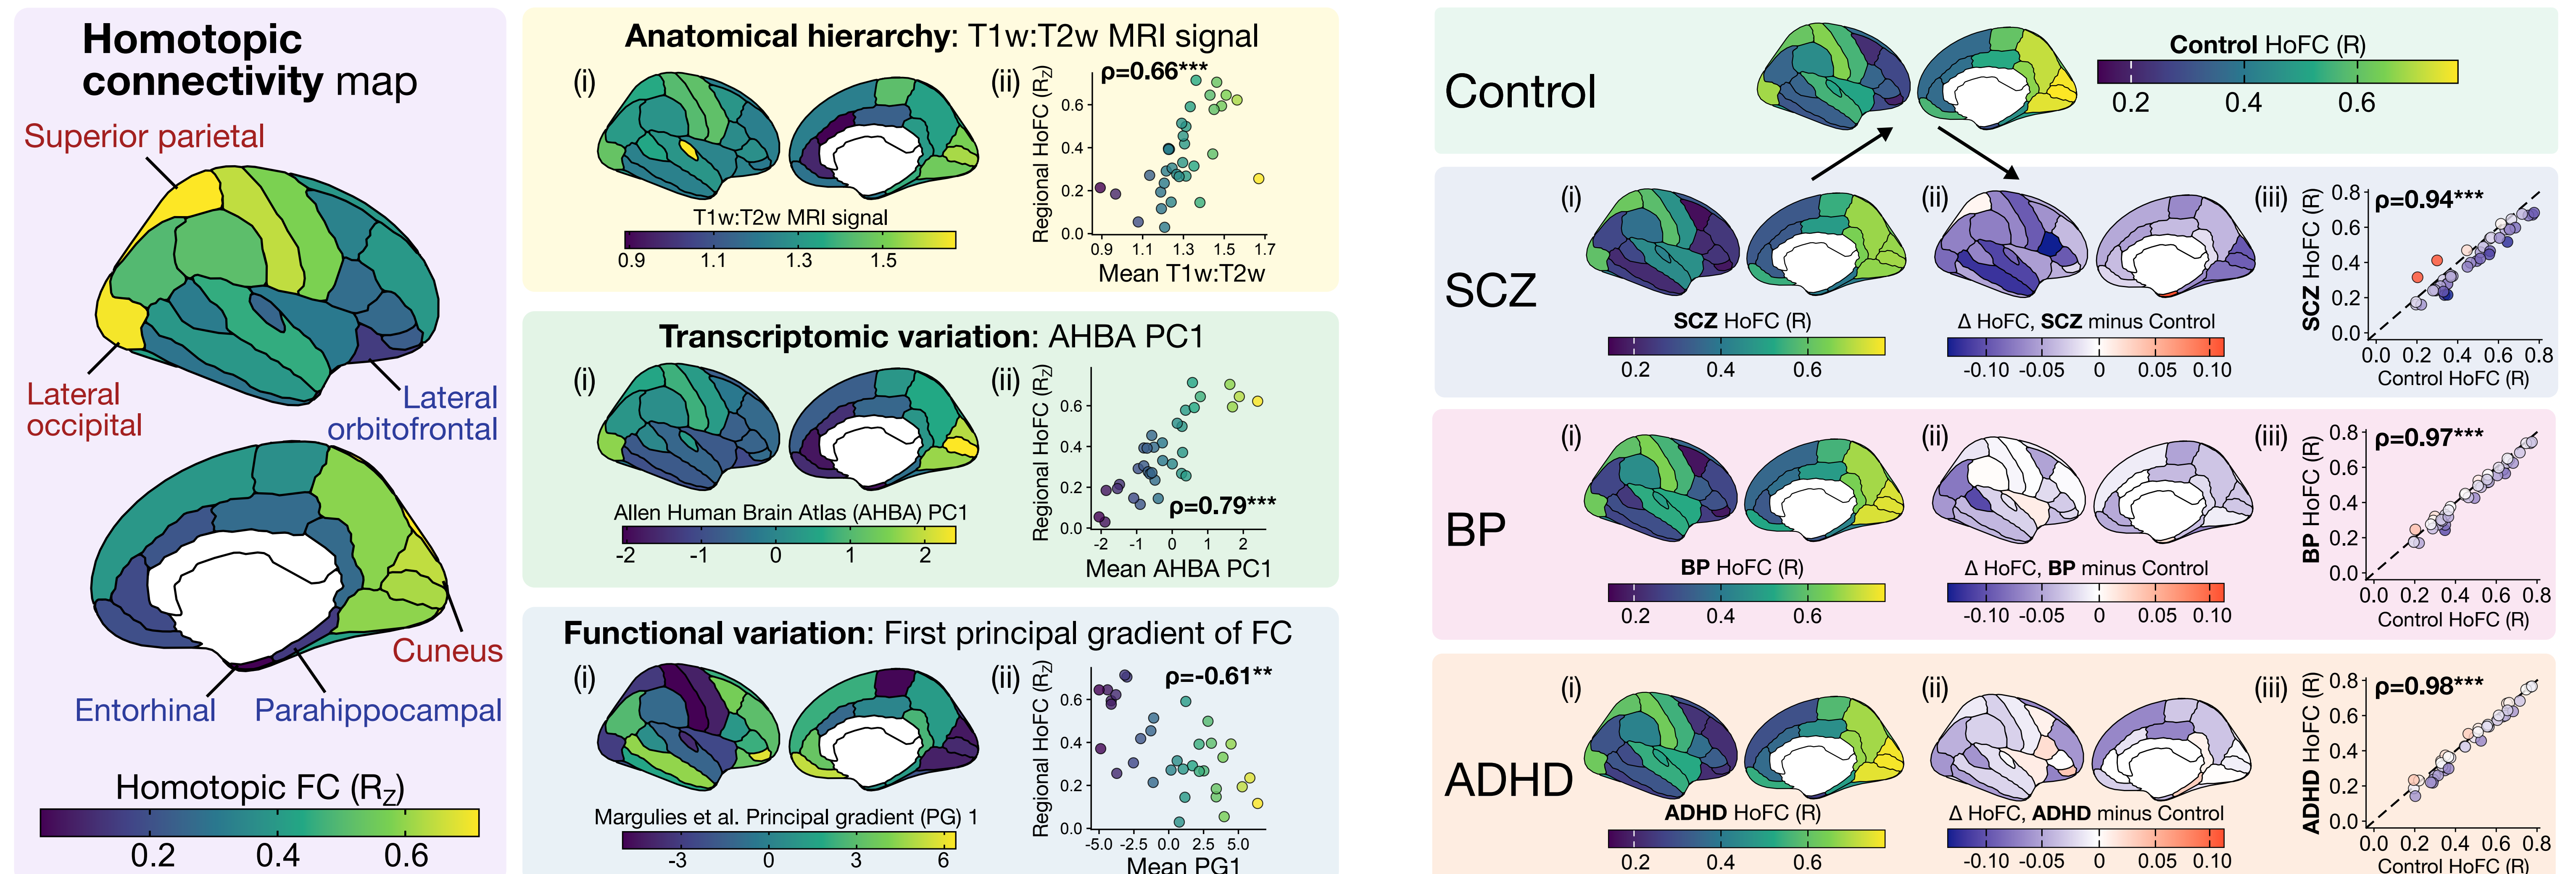 Homotopic
connectivity map
Superior parietal
Lateral
occipital
Lateral
orbitofrontal
Cuneus
Entorhinal
Parahippocampal
Homotopic FC (RZ)
0.2 0.4 0.6
Anatomical hierarchy: T1w:T2w MRI signal
(i)
T1w:T2w MRI signal
0.9 1.1 1.3 1.5
(ii)
ρ=0.66***
Regional HoFC (RZ)
0.6
0.4
0.2
0.0
0.9 1.1 1.3 1.5 1.7
Mean T1w:T2w
Transcriptomic variation: AHBA PC1
(i)
Allen Human Brain Atlas (AHBA) PC1
-2 -1 0 1 2
(ii)
Regional HoFC (RZ)
0.6
0.4
0.2
0.0
ρ=0.79***
-2 -1 0 1 2
Mean AHBA PC1
Functional variation: First principal gradient of FC
(i)
Margulies et al. Principal gradient (PG) 1
-3 0 3 6
(ii)
ρ=-0.61**
Regional HoFC (RZ)
0.6
0.4
0.2
0.0
-5.0 -2.5 0.0 2.5 5.0
Mean PG1
Control
Control HoFC (R)
0.2 0.4 0.6
SCZ
(i)
SCZ HoFC (R)
0.2 0.4 0.6
(ii)
Δ HoFC, SCZ minus Control
-0.10 -0.05 0 0.05 0.10
(iii)
ρ=0.94***
SCZ HoFC (R)
0.8
0.6
0.4
0.2
0.0
0.0 0.2 0.4 0.6 0.8
Control HoFC (R)
BP
(i)
BP HoFC (R)
0.2 0.4 0.6
(ii)
Δ HoFC, BP minus Control
-0.10 -0.05 0 0.05 0.10
(iii)
ρ=0.97***
BP HoFC (R)
0.8
0.6
0.4
0.2
0.0
0.0 0.2 0.4 0.6 0.8
Control HoFC (R)
ADHD
(i)
ADHD HoFC (R)
0.2 0.4 0.6
(ii)
Δ HoFC, ADHD minus Control
-0.10 -0.05 0 0.05 0.10
(iii)
ρ=0.98***
ADHD HoFC (R)
0.8
0.6
0.4
0.2
0.0
0.0 0.2 0.4 0.6 0.8
Control HoFC (R)